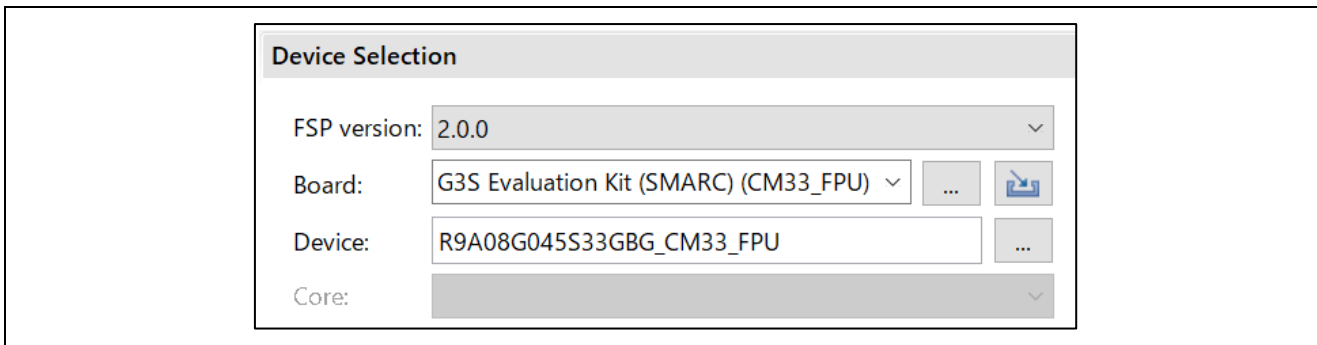 Device Selection
FSP version: 2.0.0
Board: G3S Evaluation Kit (SMARC) (CM33_FPU) ...
Device: R9A08G045S33GBG_CM33_FPU ...
Core: